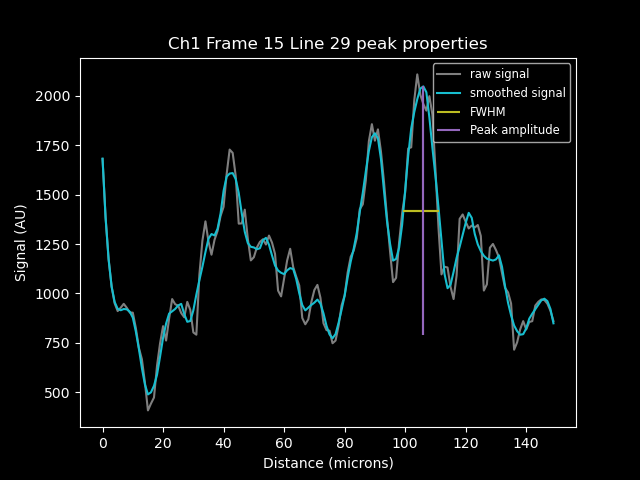 Ch1 Frame 15 Line 29 peak properties
raw signal
smoothed signal
FWHM
Peak amplitude
2000
1750
1500
1250
1000
750
500
Signal (AU)
0 20 40 60 80 100 120 140
Distance (microns)